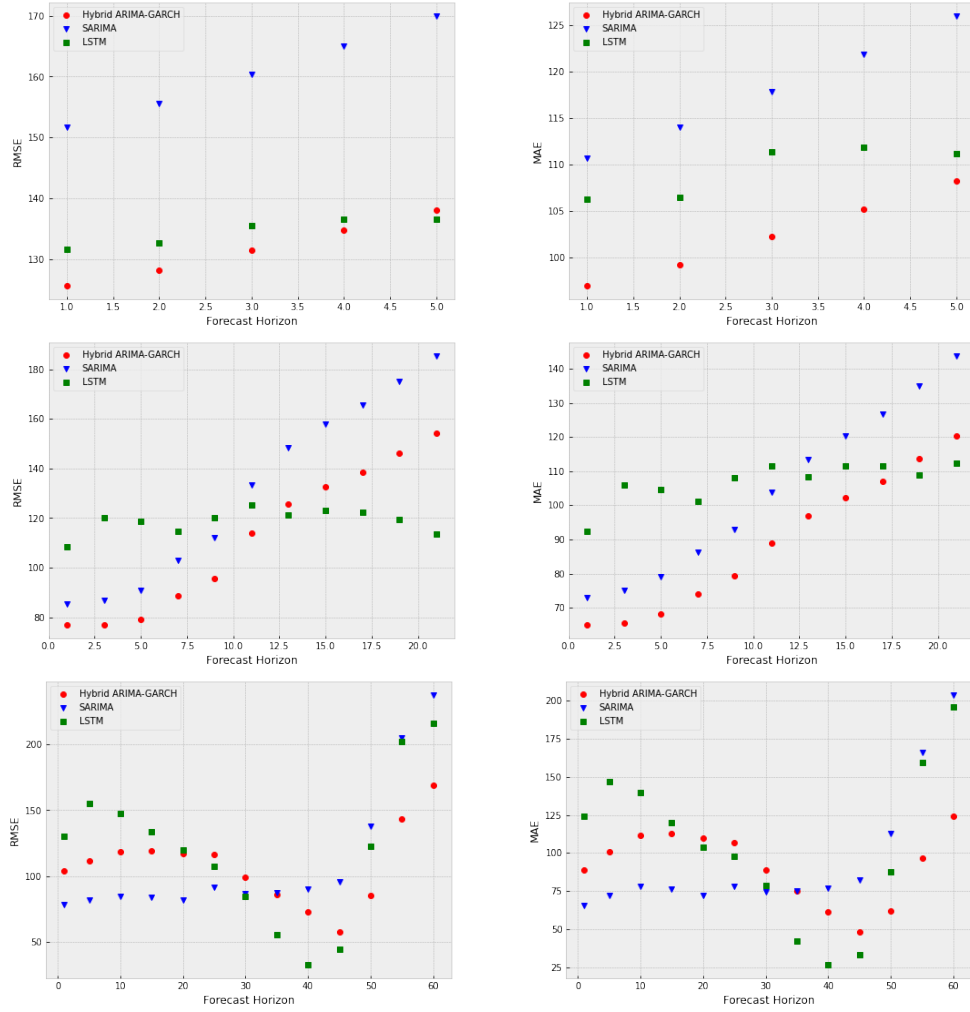 Hybrid ARIMA-GARCH
SARIMA
LSTM
170
160
150
140
130
RMSE
1.0 1.5 2.0 2.5 3.0 3.5 4.0 4.5 5.0
Forecast Horizon
Hybrid ARIMA-GARCH
SARIMA
LSTM
125
120
115
110
105
100
MAE
1.0 1.5 2.0 2.5 3.0 3.5 4.0 4.5 5.0
Forecast Horizon
Hybrid ARIMA-GARCH
SARIMA
LSTM
180
160
140
120
100
80
RMSE
0.0 2.5 5.0 7.5 10.0 12.5 15.0 17.5 20.0
Forecast Horizon
Hybrid ARIMA-GARCH
SARIMA
LSTM
140
130
120
110
100
90
80
70
MAE
0.0 2.5 5.0 7.5 10.0 12.5 15.0 17.5 20.0
Forecast Horizon
Hybrid ARIMA-GARCH
SARIMA
LSTM
200
150
100
50
RMSE
0 10 20 30 40 50 60
Forecast Horizon
Hybrid ARIMA-GARCH
SARIMA
LSTM
200
175
150
125
100
75
50
25
MAE
0 10 20 30 40 50 60
Forecast Horizon